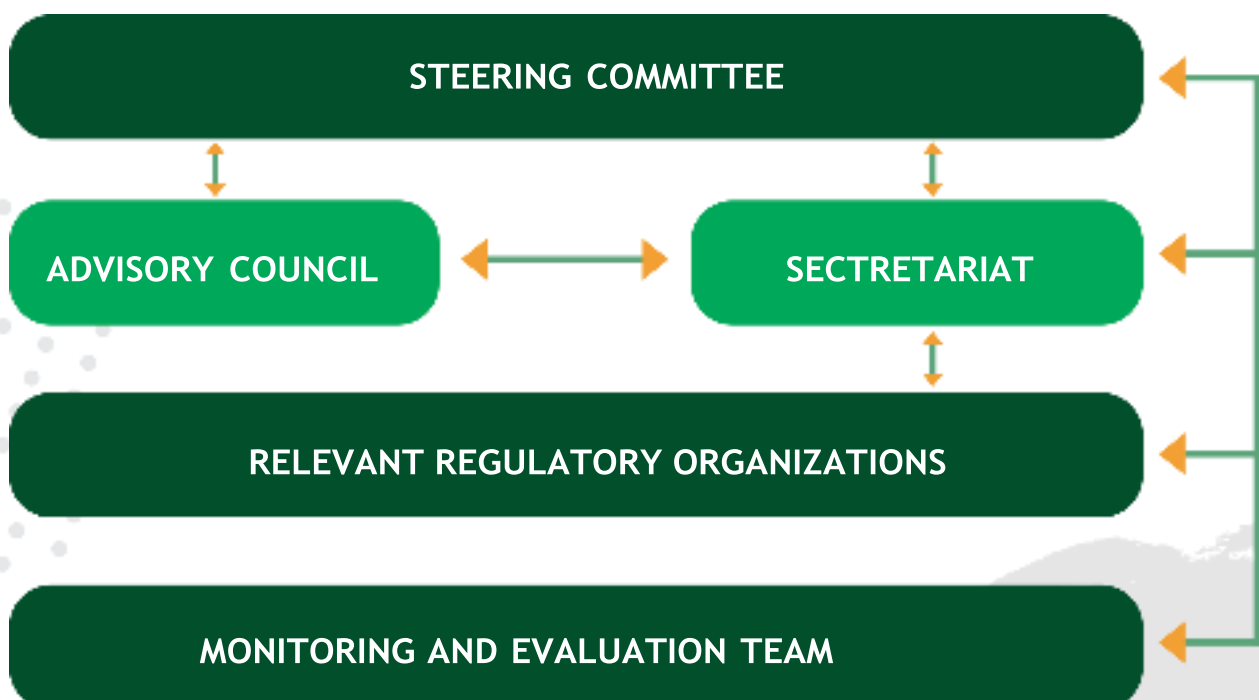 STEERING COMMITTEE
ADVISORY COUNCIL
SECTRETARIAT
RELEVANT REGULATORY ORGANIZATIONS
MONITORING AND EVALUATION TEAM